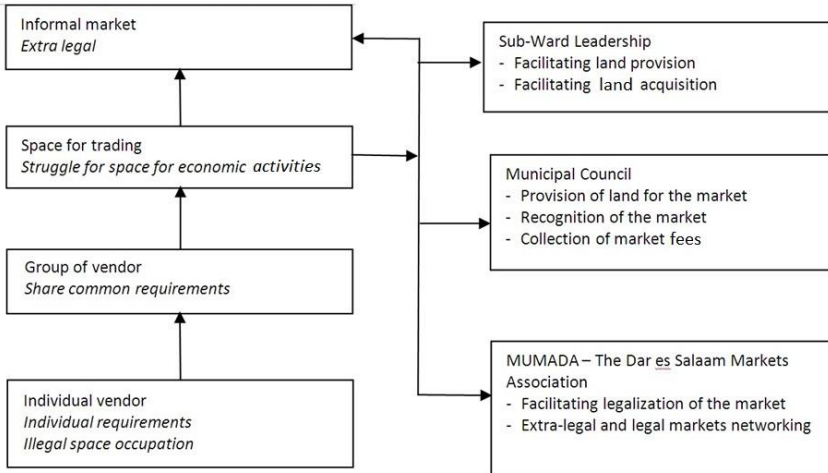 Informal market
Extra legal
Space for trading
Struggle for space for economic activities
Group of vendor
Share common requirements
Individual vendor
Individual requirements
Illegal space occupation
Sub-Ward Leadership
- Facilitating land provision
- Facilitating land acquisition
Municipal Council
- Provision of land for the market
- Recognition of the market
- Collection of market fees
MUMADA – The Dar es Salaam Markets
Association
- Facilitating legalization of the market
- Extra-legal and legal markets networking